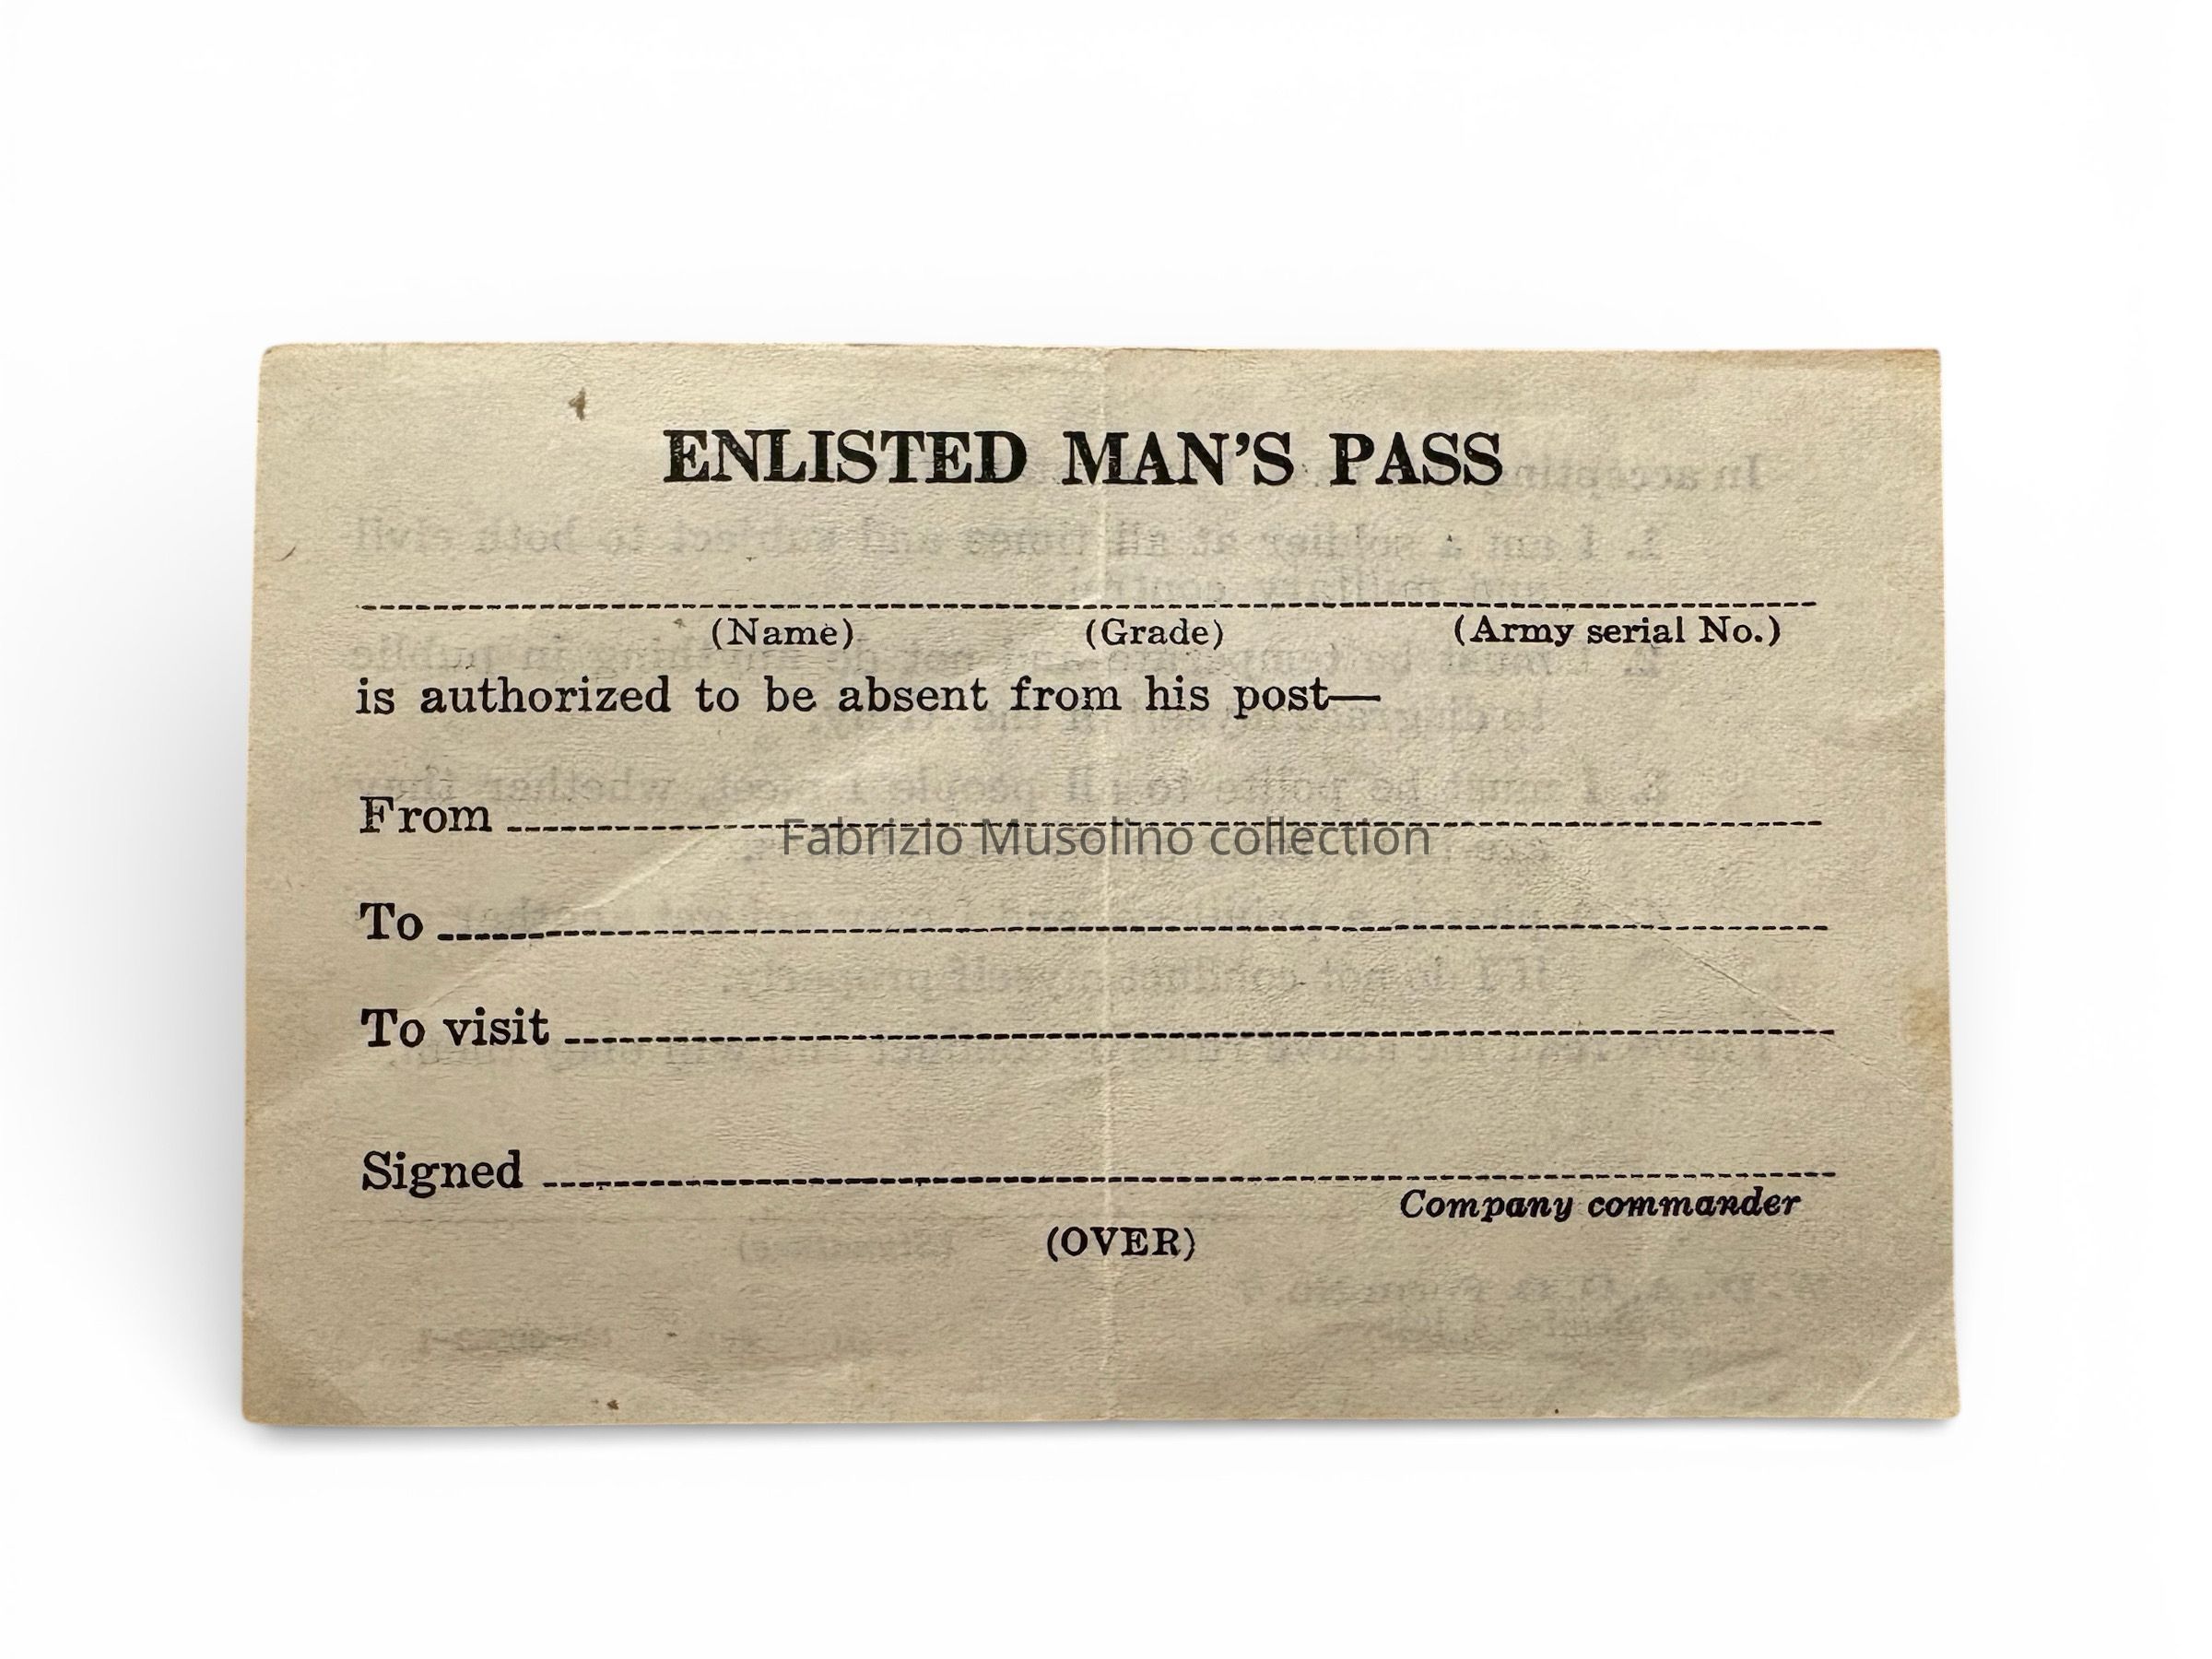 ENLISTED MAN'S PASS
(Name) (Grade) (Army serial No.)
is authorized to be absent from his post—
From
Fabrizio Musolino collection
To
To visit
Signed
Company commander
(OVER)